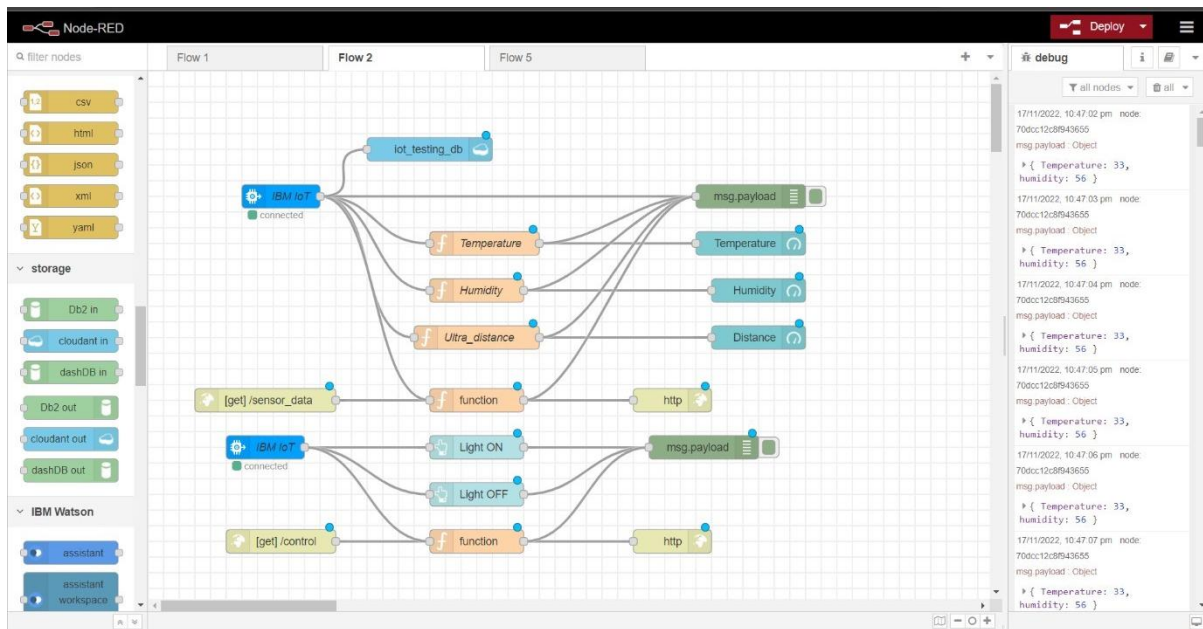 Node-RED
Deploy
filter nodes
Flow 1
Flow 2
Flow 5
debug
i
all nodes
all
csv
html
json
xml
yaml
storage
Db2 in
cloudant in
dashDB in
Db2 out
cloudant out
dashDB out
IBM Watson
assistant
assistant
workspace
iot_testing_db
IBM IoT
connected
msg.payload
Temperature
Temperature
Humidity
Humidity
Ultra_distance
Distance
[get] /sensor_data
function
http
IBM IoT
connected
Light ON
msg.payload
Light OFF
[get] /control
function
http
17/11/2022, 10:47:02 pm node:
70dcc12c8f943655
msg.payload : Object
{ Temperature: 33,
humidity: 56 }
17/11/2022, 10:47:03 pm node:
70dcc12c8f943655
msg.payload : Object
{ Temperature: 33,
humidity: 56 }
17/11/2022, 10:47:04 pm node:
70dcc12c8f943655
msg.payload : Object
{ Temperature: 33,
humidity: 56 }
17/11/2022, 10:47:05 pm node:
70dcc12c8f943655
msg.payload : Object
{ Temperature: 33,
humidity: 56 }
17/11/2022, 10:47:06 pm node:
70dcc12c8f943655
msg.payload : Object
{ Temperature: 33,
humidity: 56 }
17/11/2022, 10:47:07 pm node:
70dcc12c8f943655
msg.payload : Object
{ Temperature: 33,
humidity: 56 }